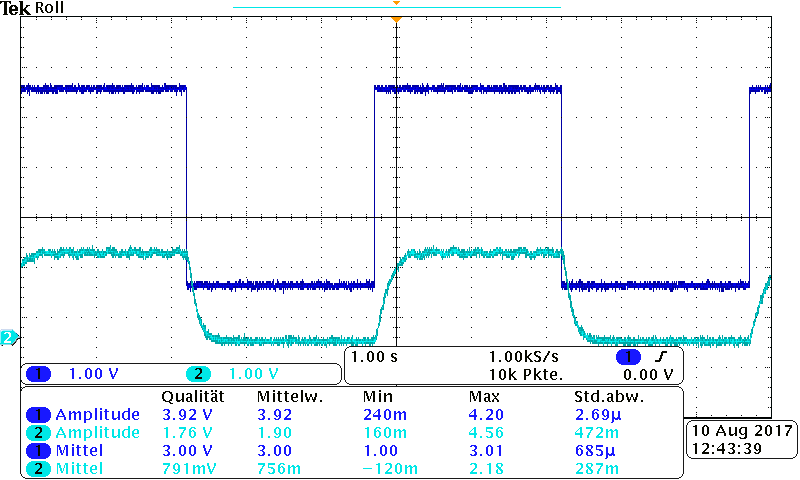 Tek Roll
2
1 1.00 V 2 1.00 V
1.00 s 1.00kS/s 1
10k Pkte. 0.00 V
Qualität Mittelw. Min Max Std.abw.
1 Amplitude 3.92 V 3.92 240m 4.20 2.69µ
2 Amplitude 1.76 V 1.90 160m 4.56 472m
1 Mittel 3.00 V 3.00 1.00 3.01 685µ
2 Mittel 791mV 756m −120m 2.18 287m
10 Aug 2017
12:43:39